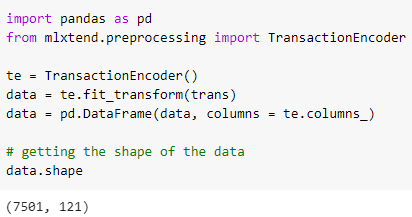 import pandas as pd
from mlxtend.preprocessing import TransactionEncoder
te = TransactionEncoder()
data = te.fit_transform(trans)
data = pd.DataFrame(data, columns = te.columns_)
# getting the shape of the data
data.shape
(7501, 121)